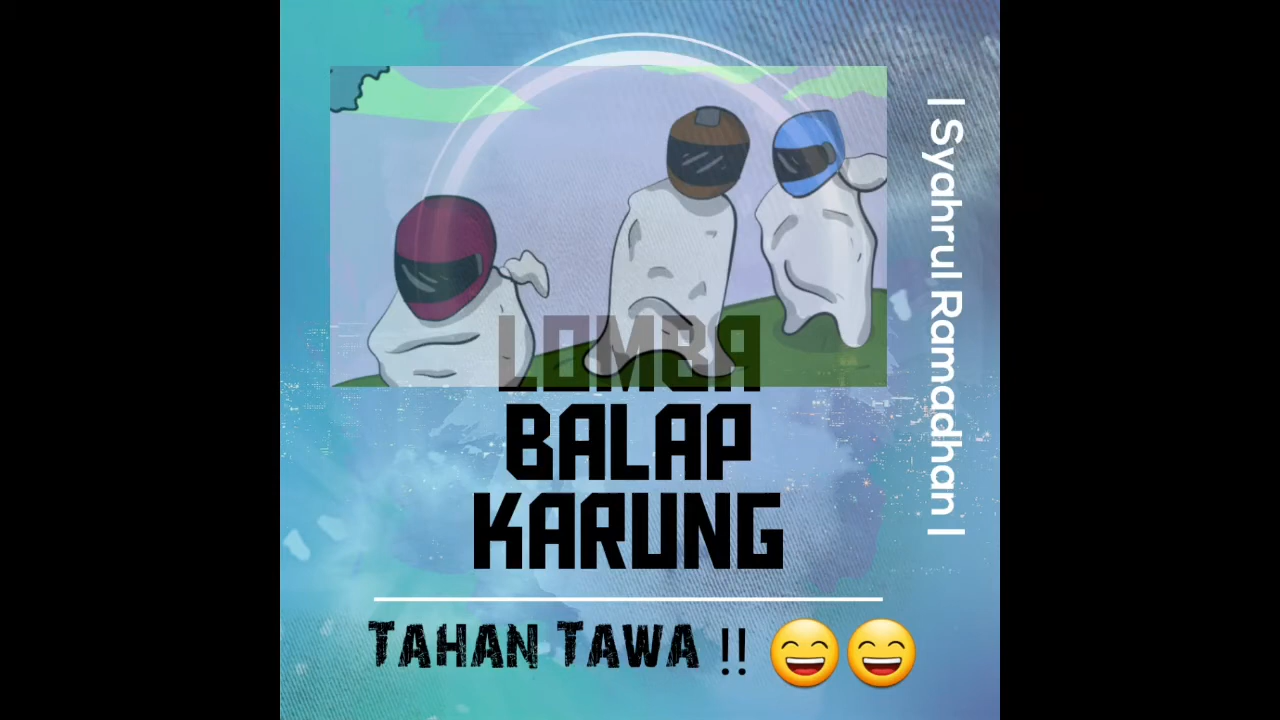 LOMBA
BALAP
KARUNG
TAHAN TAWA !! 😄😄
| Syahrul Ramadhan |